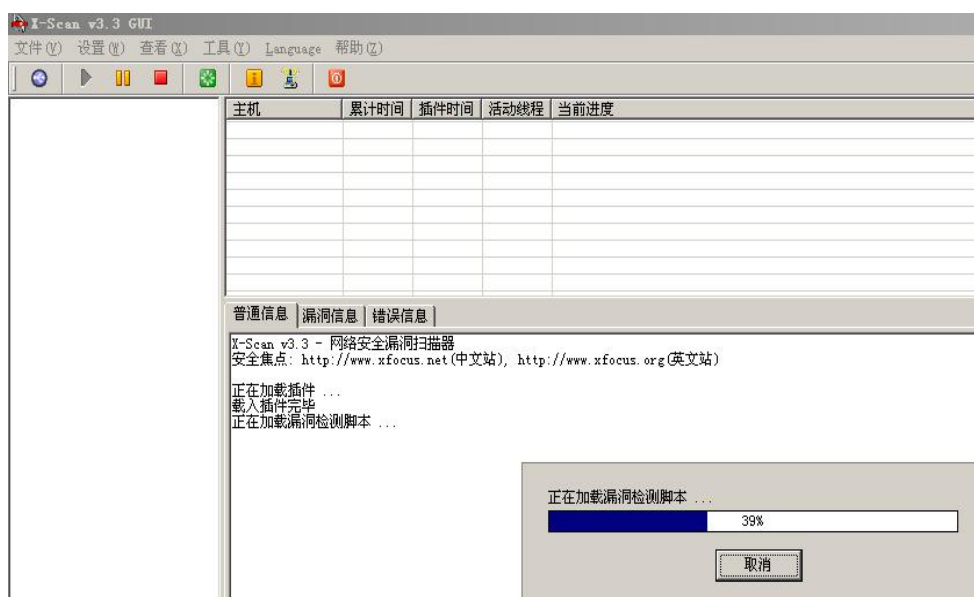 X-Scan v3.3 GUI
文件(V) 设置(W) 查看(X) 工具(Y) Language 帮助(Z)
主机 累计时间 插件时间 活动线程 当前进度
普通信息 漏洞信息 错误信息
X-Scan v3.3 - 网络安全漏洞扫描器
安全焦点: http://www.xfocus.net(中文站), http://www.xfocus.org(英文站)
正在加载插件 ...
载入插件完毕
正在加载漏洞检测脚本 ...
正在加载漏洞检测脚本 ...
39%
取消